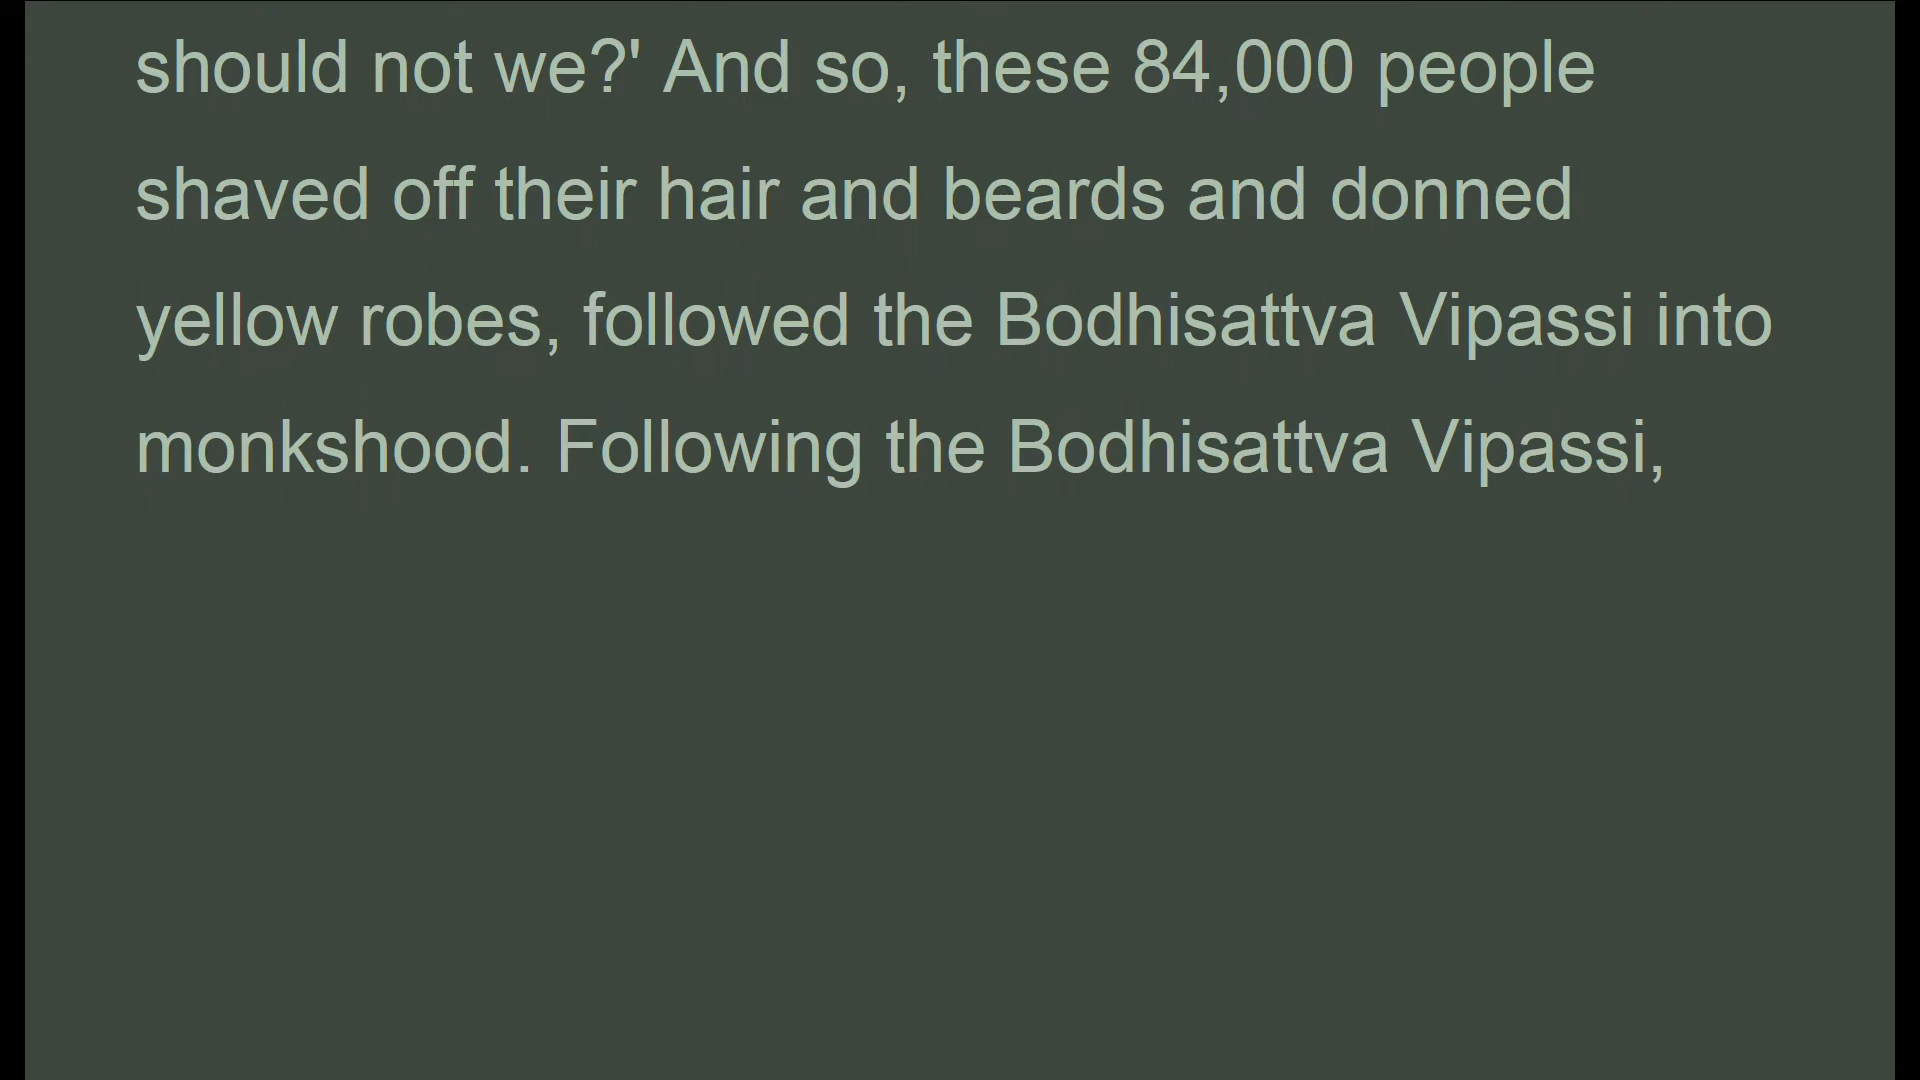 should not we?' And so, these 84,000 people
shaved off their hair and beards and donned
yellow robes, followed the Bodhisattva Vipassi into
monkshood. Following the Bodhisattva Vipassi,